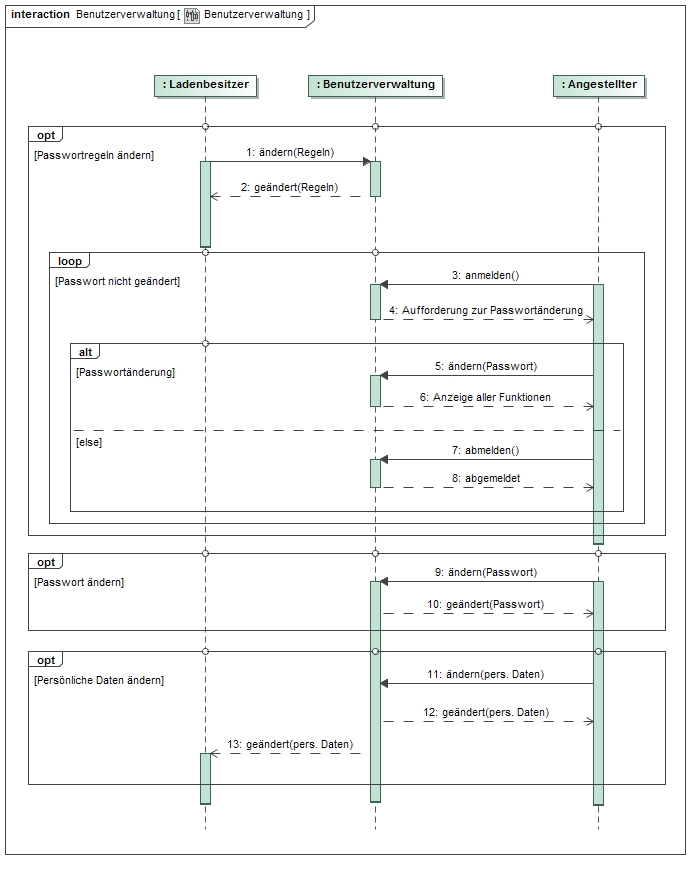 interaction Benutzerverwaltung[ Benutzerverwaltung ]
: Ladenbesitzer
: Benutzerverwaltung
: Angestellter
opt
[Passwortregeln ändern]
1: ändern(Regeln)
2: geändert(Regeln)
loop
[Passwort nicht geändert]
3: anmelden()
4: Aufforderung zur Passwortänderung
alt
[Passwortänderung]
5: ändern(Passwort)
6: Anzeige aller Funktionen
[else]
7: abmelden()
8: abgemeldet
opt
[Passwort ändern]
9: ändern(Passwort)
10: geändert(Passwort)
opt
[Persönliche Daten ändern]
11: ändern(pers. Daten)
12: geändert(pers. Daten)
13: geändert(pers. Daten)